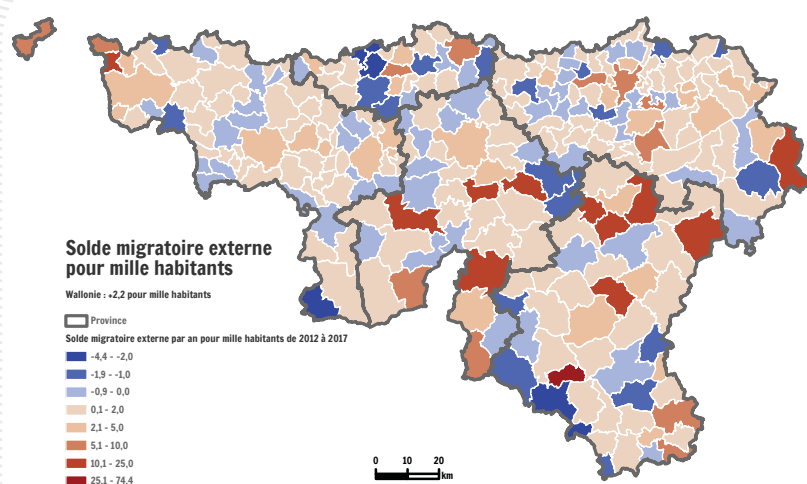 Solde migratoire externe
pour mille habitants
Wallonie : +2,2 pour mille habitants
Province
Solde migratoire externe par an pour mille habitants de 2012 à 2017
-4,4 - -2,0
-1,9 - -1,0
-0,9 - 0,0
0,1 - 2,0
2,1 - 5,0
5,1 - 10,0
10,1 - 25,0
25,1 - 74,4
0 10 20
km